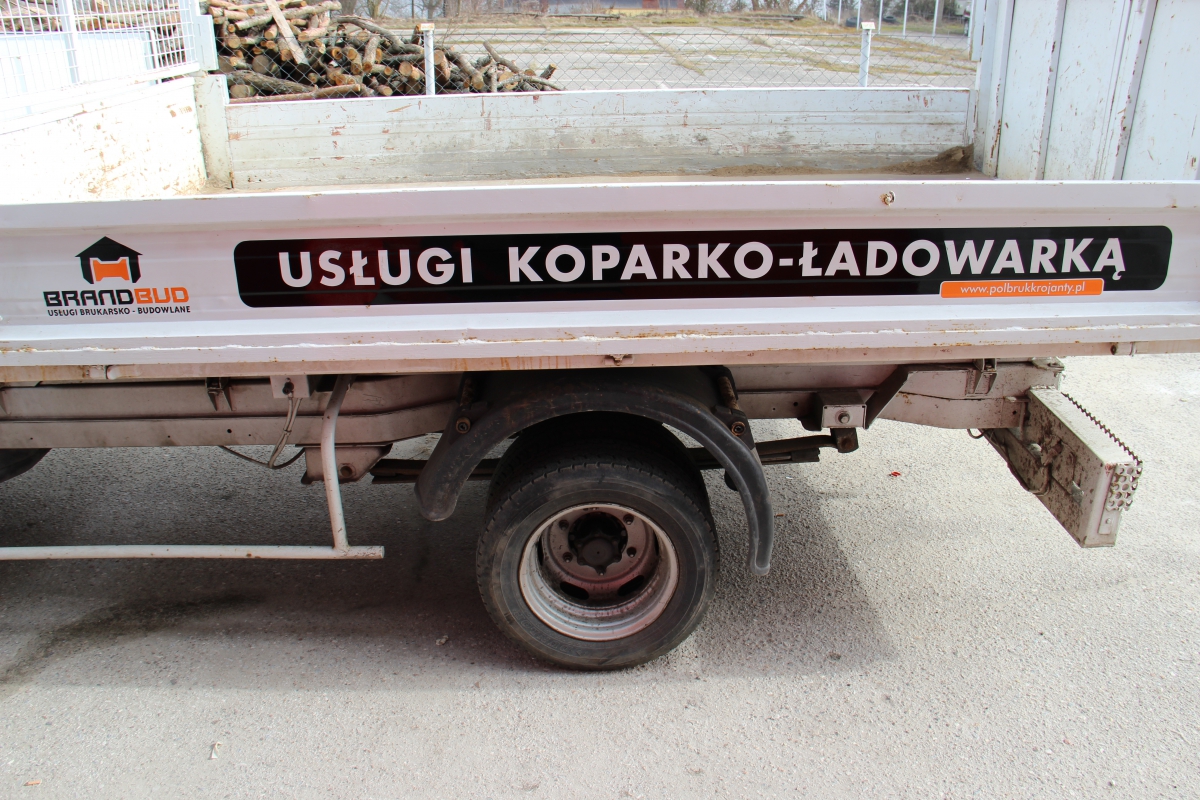 BRANDBUD
USŁUGI BRUKARSKO - BUDOWLANE
USŁUGI KOPARKO-ŁADOWARKĄ
www.polbrukkrojanty.pl